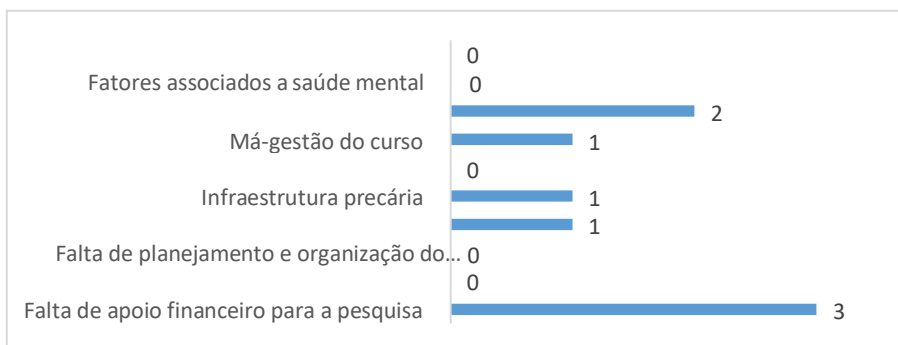 0
Fatores associados a saúde mental 0
2
Má-gestão do curso 1
0
Infraestrutura precária 1
1
Falta de planejamento e organização do... 0
0
Falta de apoio financeiro para a pesquisa 3